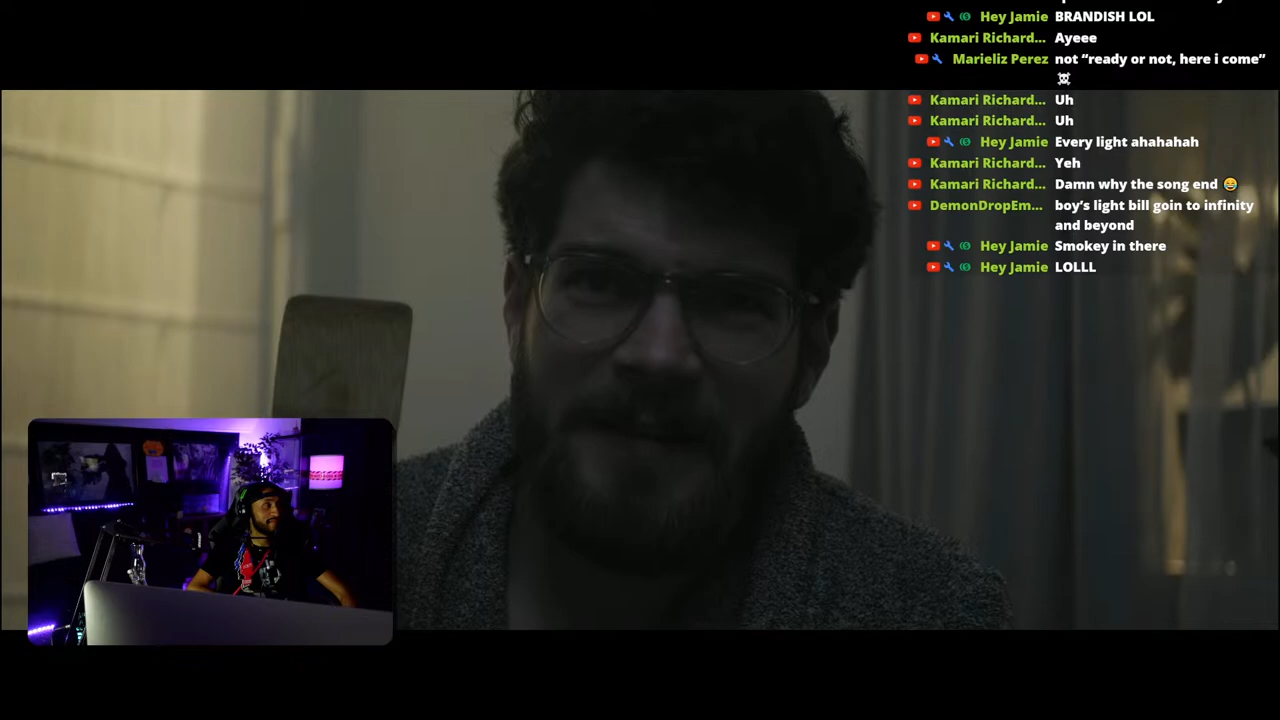 Hey Jamie BRANDISH LOL
Kamari Richard... Ayeee
Marieliz Perez not “ready or not, here i come”
☠️
Kamari Richard... Uh
Kamari Richard... Uh
Hey Jamie Every light ahahahah
Kamari Richard... Yeh
Kamari Richard... Damn why the song end 😂
DemonDropEm... boy’s light bill goin to infinity
and beyond
Hey Jamie Smokey in there
Hey Jamie LOLLL